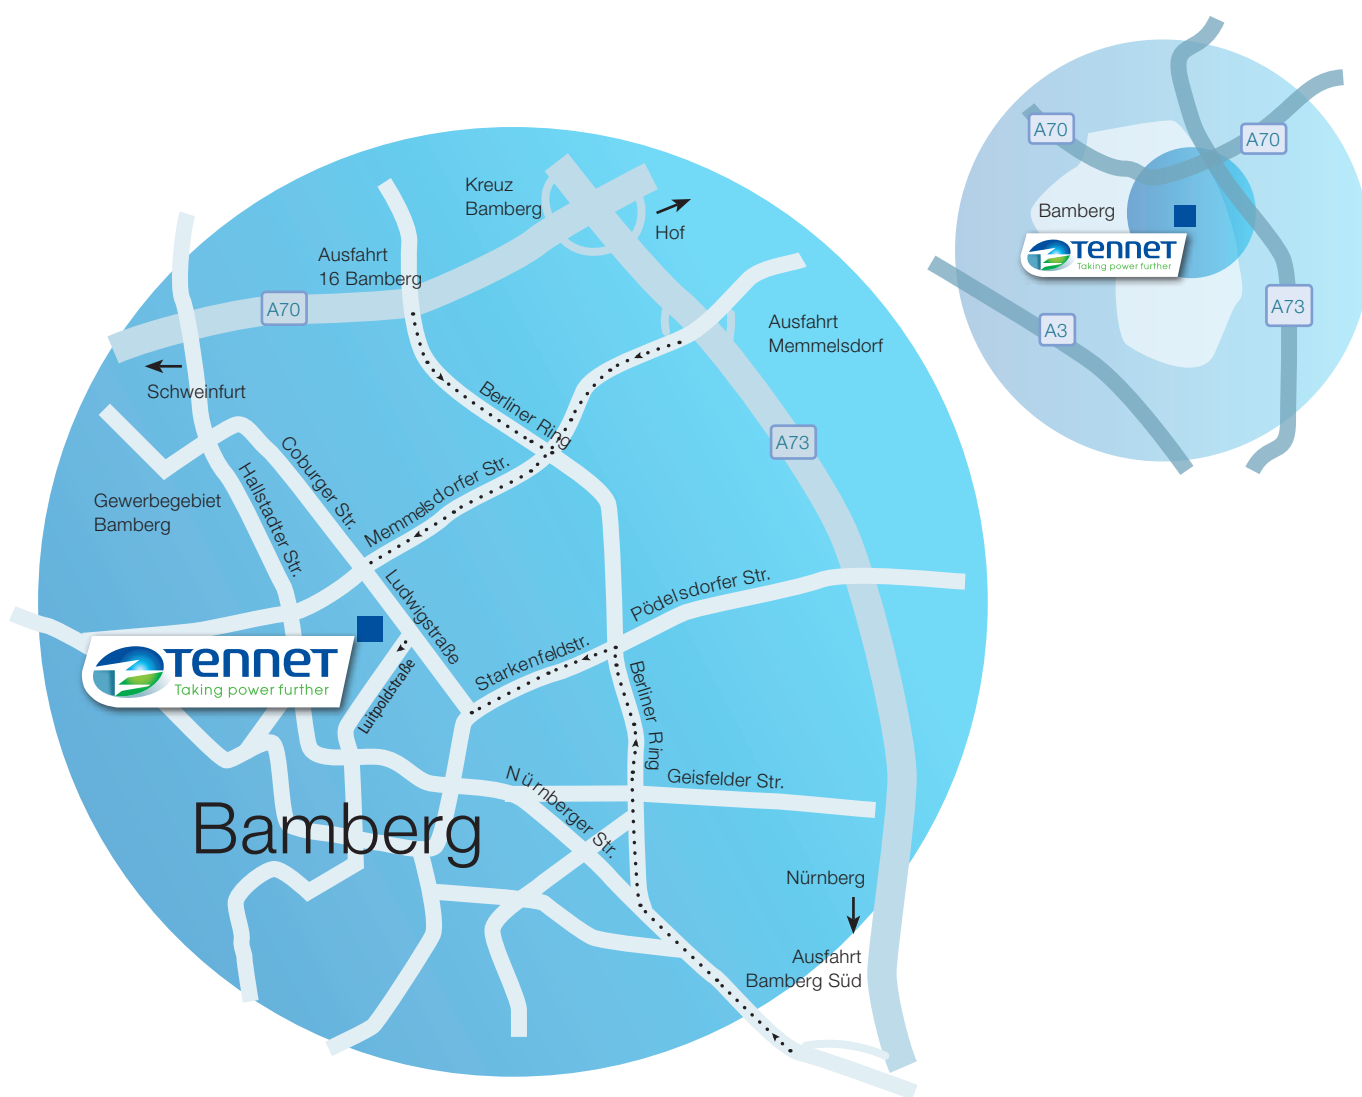 Kreuz
Bamberg
Hof
Ausfahrt
16 Bamberg
A70
Schweinfurt
Ausfahrt
Memmelsdorf
Berliner Ring
A73
Coburger Str.
Memmelsdorfer Str.
Hallstadter Str.
Gewerbegebiet
Bamberg
Ludwigstraße
Pödelsdorfer Str.
Starkenfeldstr.
TenneT
Taking power further
Luitpoldstraße
Berliner Ring
Geisfelder Str.
Nürnberger Str.
Bamberg
Nürnberg
Ausfahrt
Bamberg Süd
A70
A70
Bamberg
TenneT
Taking power further
A73
A3